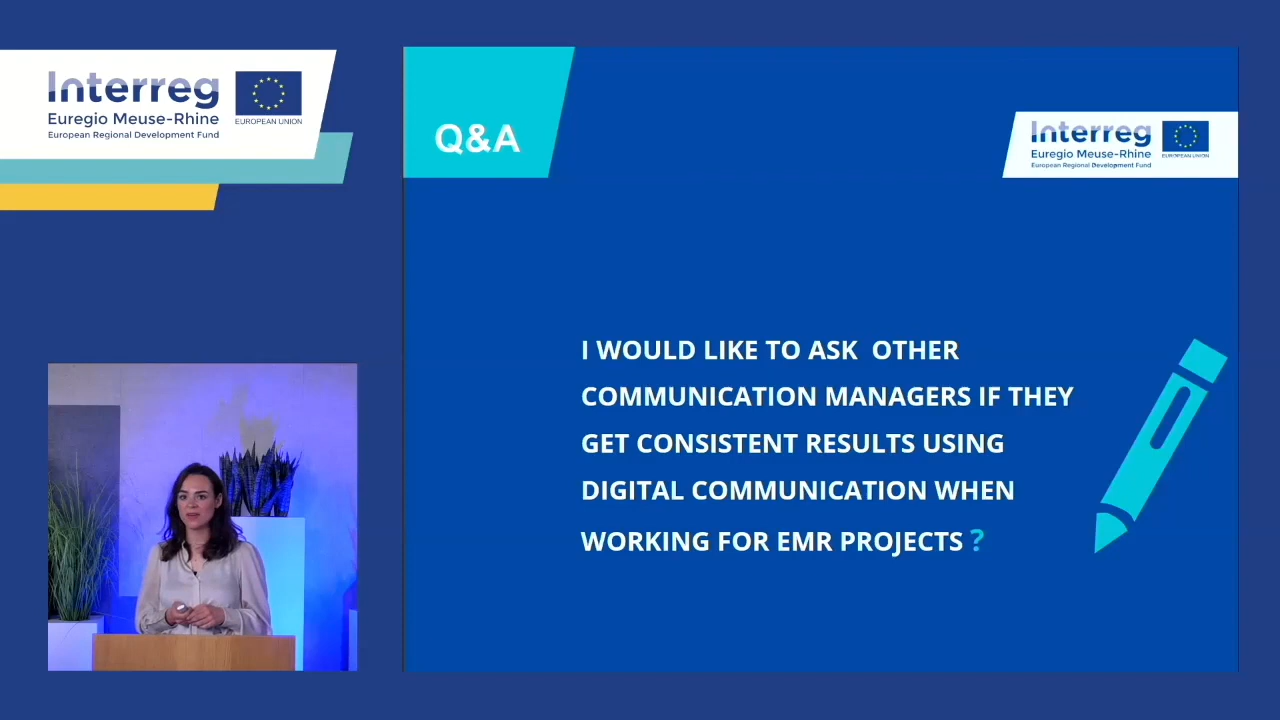 Interreg
Euregio Meuse-Rhine
European Regional Development Fund
EUROPEAN UNION
Q&A
Interreg
Euregio Meuse-Rhine
European Regional Development Fund
EUROPEAN UNION
I WOULD LIKE TO ASK OTHER
COMMUNICATION MANAGERS IF THEY
GET CONSISTENT RESULTS USING
DIGITAL COMMUNICATION WHEN
WORKING FOR EMR PROJECTS ?